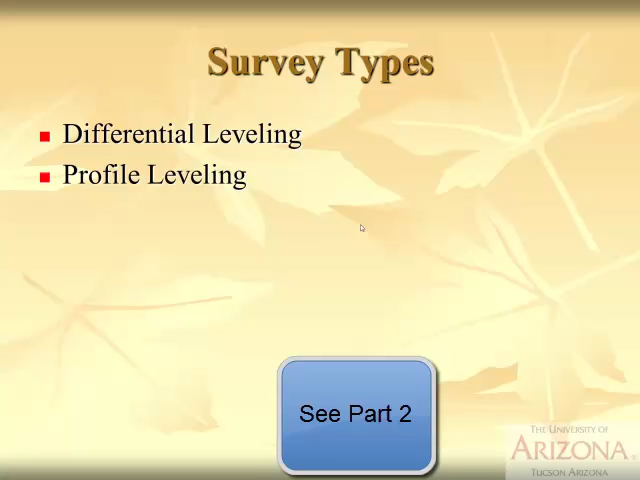 Survey Types
Differential Leveling
Profile Leveling
See Part 2
THE UNIVERSITY OF
ARIZONA®
TUCSON ARIZONA